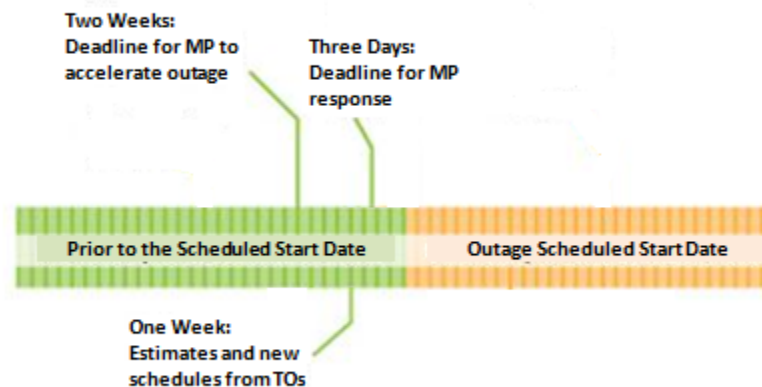 Two Weeks:
Deadline for MP to
accelerate outage
Three Days:
Deadline for MP
response
Prior to the Scheduled Start Date
Outage Scheduled Start Date
One Week:
Estimates and new
schedules from TOs